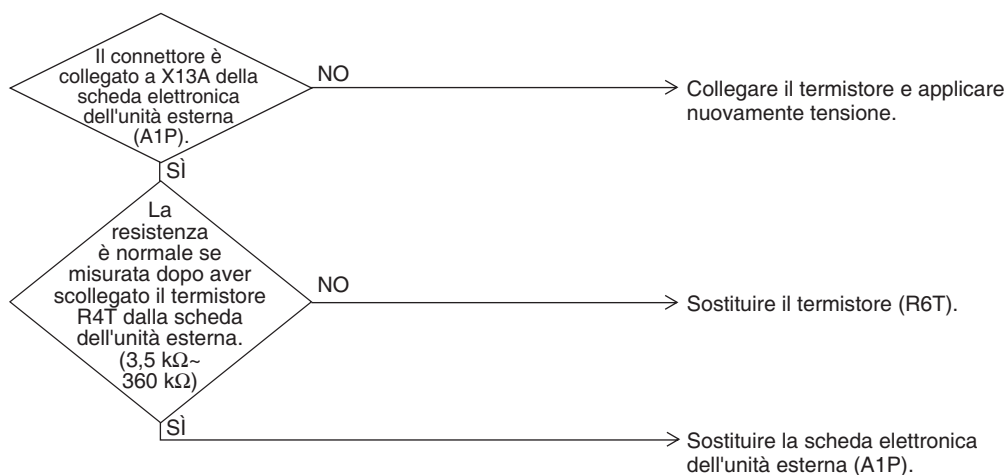 Il connettore è
collegato a X13A della
scheda elettronica
dell'unità esterna
(A1P).
NO
Collegare il termistore e applicare
nuovamente tensione.
SÌ
La
resistenza
è normale se
misurata dopo aver
scollegato il termistore
R4T dalla scheda
dell'unità esterna.
(3,5 kΩ~
360 kΩ)
NO
Sostituire il termistore (R6T).
SÌ
Sostituire la scheda elettronica
dell'unità esterna (A1P).